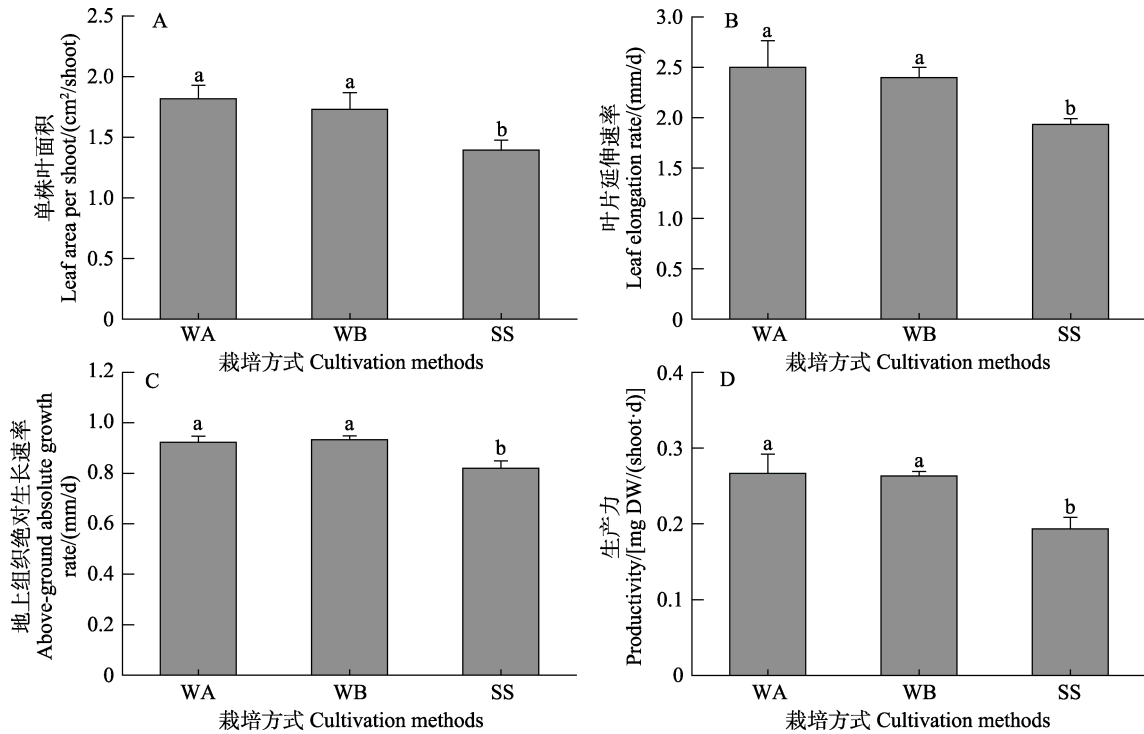 A
单株叶面积
Leaf area per shoot/(cm²/shoot)
2.5
2.0
1.5
1.0
0.5
0
a
a
b
WA
WB
SS
栽培方式 Cultivation methods
B
叶片延伸速率
Leaf elongation rate/(mm/d)
3.0
2.5
2.0
1.5
1.0
0.5
0
a
a
b
WA
WB
SS
栽培方式 Cultivation methods
C
地上组织绝对生长速率
Above-ground absolute growth
rate/(mm/d)
1.2
1.0
0.8
0.6
0.4
0.2
0
a
a
b
WA
WB
SS
栽培方式 Cultivation methods
D
生产力
Productivity/[mg DW/(shoot·d)]
0.4
0.3
0.2
0.1
0
a
a
b
WA
WB
SS
栽培方式 Cultivation methods